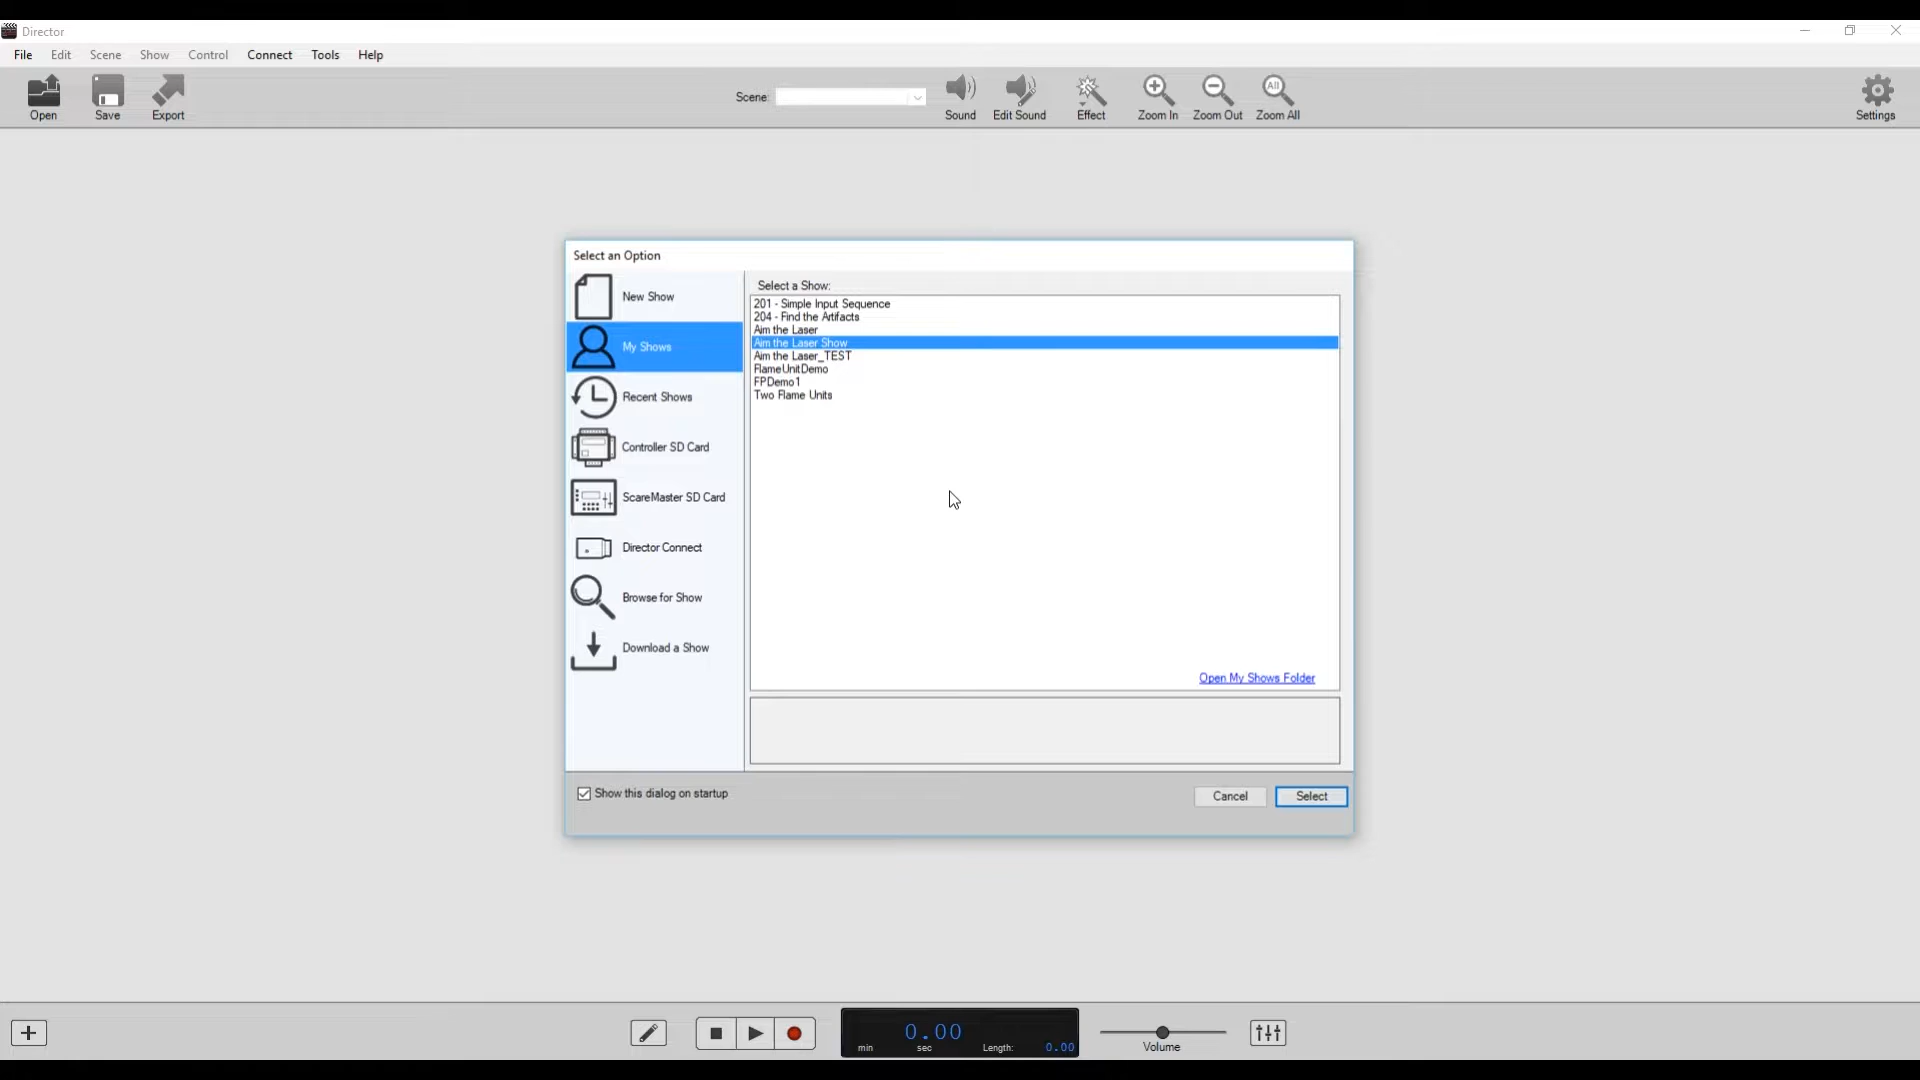 Director
File Edit Scene Show Control Connect Tools Help
Open Save Export Scene: Sound Edit Sound Effect Zoom In Zoom Out All Zoom All Settings
Select an Option
New Show
My Shows
Recent Shows
Controller SD Card
ScareMaster SD Card
Director Connect
Browse for Show
Download a Show
Select a Show:
201 - Simple Input Sequence
204 - Find the Artifacts
Aim the Laser
Aim the Laser Show
Aim the Laser_TEST
FlameUnitDemo
FPDemo1
Two Flame Units
Open My Shows Folder
Show this dialog on startup
Cancel Select
0.00
min sec Length: 0.00
Volume